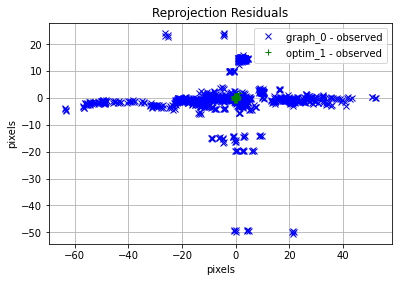 Reprojection Residuals
graph_0 - observed
optim_1 - observed
pixels
20
10
0
−10
−20
−30
−40
−50
−60
−40
−20
0
20
40
pixels